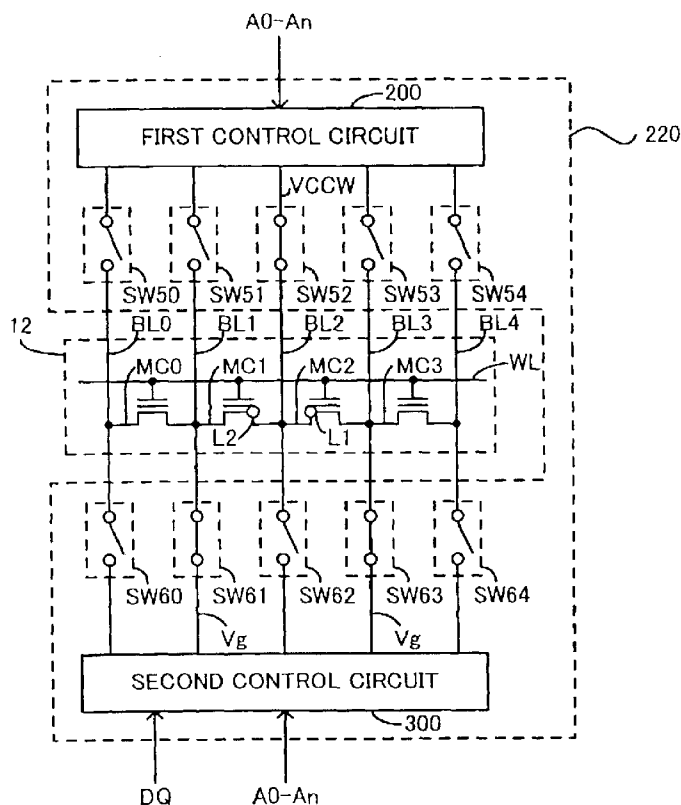 A0-An
200
FIRST CONTROL CIRCUIT
220
VCCW
SW50 SW51 SW52 SW53 SW54
12
BL0 BL1 BL2 BL3 BL4
MC0 MC1 MC2 MC3 WL
L2 L1
SW60 SW61 SW62 SW63 SW64
Vg Vg
SECOND CONTROL CIRCUIT
300
DQ A0-An